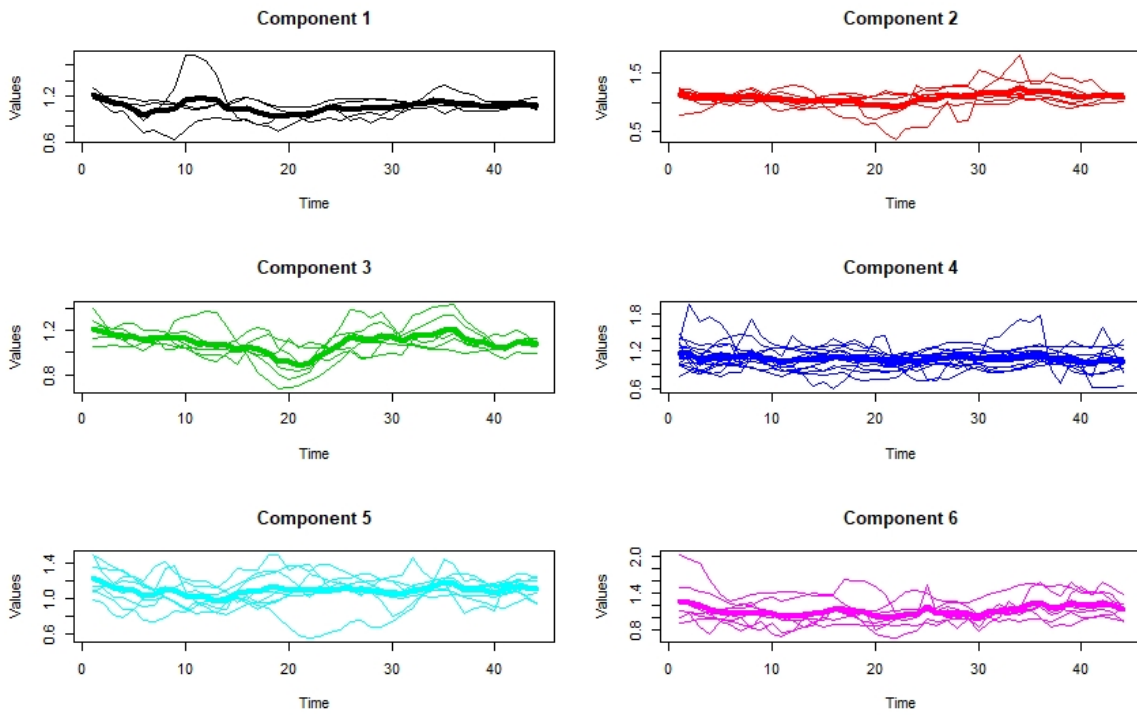 Component 1
Values
1.2
0.6
0 10 20 30 40
Time
Component 2
Values
1.5
0.5
0 10 20 30 40
Time
Component 3
Values
1.2
0.8
0 10 20 30 40
Time
Component 4
Values
1.8
1.2
0.6
0 10 20 30 40
Time
Component 5
Values
1.4
1.0
0.6
0 10 20 30 40
Time
Component 6
Values
2.0
1.4
0.8
0 10 20 30 40
Time